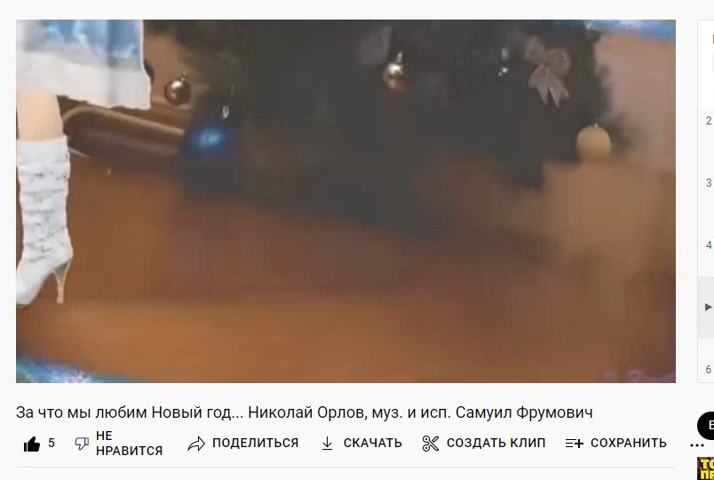 2
3
4
6
За что мы любим Новый год... Николай Орлов, муз. и исп. Самуил Фрумович
5
НЕ
НРАВИТСЯ
ПОДЕЛИТЬСЯ
СКАЧАТЬ
СОЗДАТЬ КЛИП
СОХРАНИТЬ